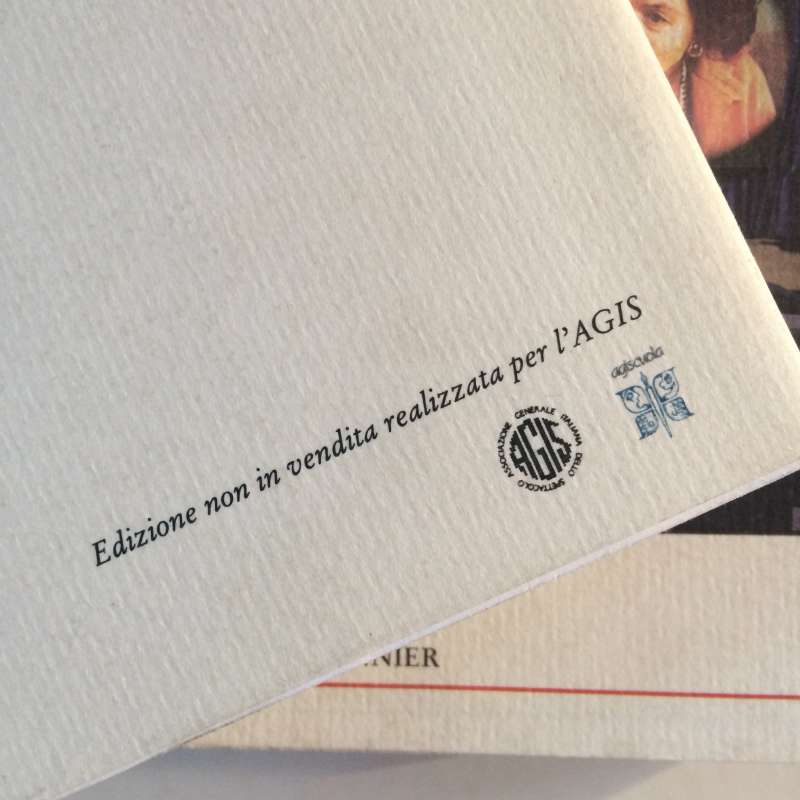 Edizione non in vendita realizzata per l'AGIS
agiscuola
ASSOCIAZIONE GENERALE ITALIANA DELLO SPETTACOLO
AGIS
NIER